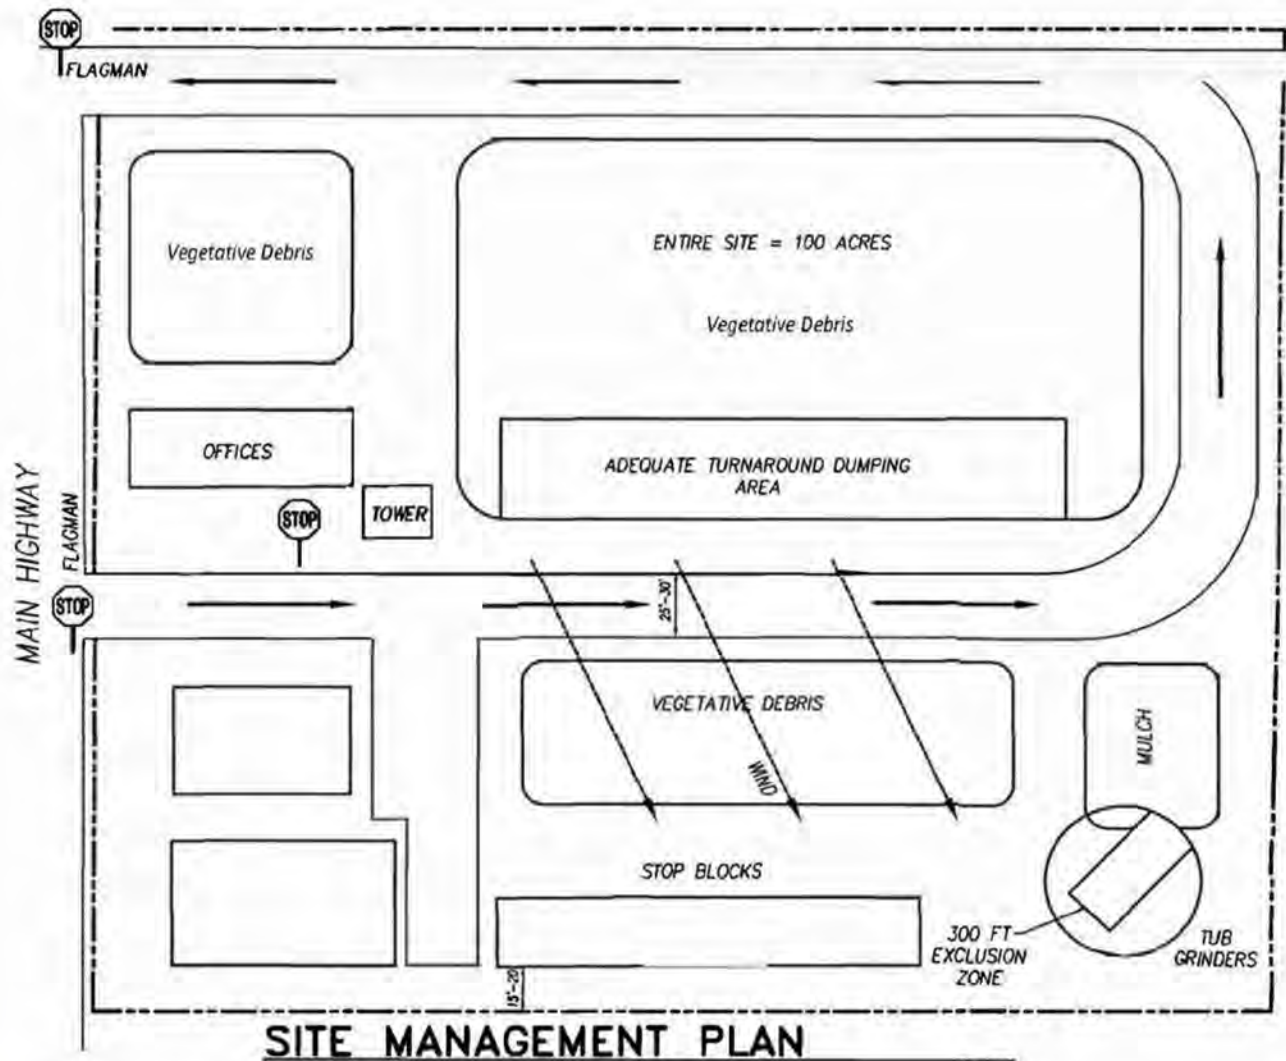 STOP
FLAGMAN
Vegetative Debris
ENTIRE SITE = 100 ACRES
Vegetative Debris
OFFICES
ADEQUATE TURNAROUND DUMPING
AREA
STOP
TOWER
MAIN HIGHWAY
FLAGMAN
STOP
25'-30'
VEGETATIVE DEBRIS
WIND
MULCH
STOP BLOCKS
300 FT
EXCLUSION
ZONE
TUB
GRINDERS
15'-20'
SITE MANAGEMENT PLAN